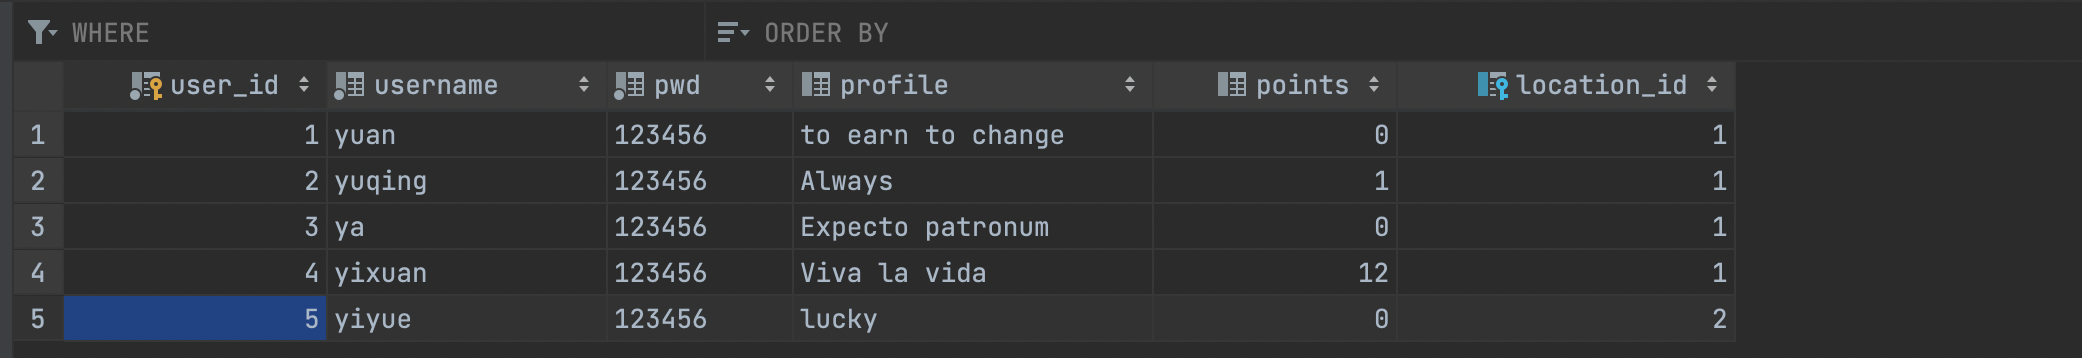 WHERE ORDER BY
user_id username pwd profile points location_id
1 1 yuan 123456 to earn to change 0 1
2 2 yuqing 123456 Always 1 1
3 3 ya 123456 Expecto patronum 0 1
4 4 yixuan 123456 Viva la vida 12 1
5 5 yiyue 123456 lucky 0 2